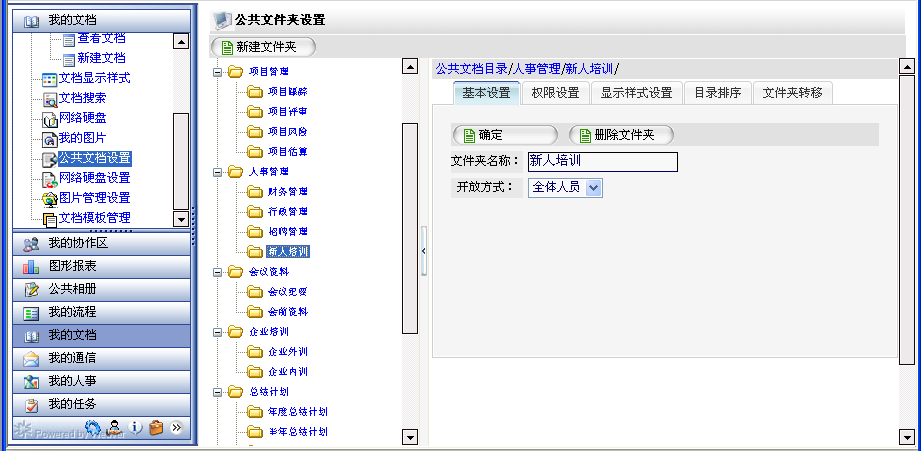 我的文档
查看文档
新建文档
文档显示样式
文档搜索
网络硬盘
我的图片
公共文档设置
网络硬盘设置
图片管理设置
文档模板管理
我的协作区
图形报表
公共相册
我的流程
我的文档
我的通信
我的人事
我的任务
Powered by
公共文件夹设置
新建文件夹
项目管理
项目跟踪
项目评审
项目风险
项目估算
人事管理
财务管理
行政管理
招聘管理
新人培训
会议资料
会议纪要
会前资料
企业培训
企业外训
企业内训
总结计划
年度总结计划
半年总结计划
公共文档目录/人事管理/新人培训/
基本设置 权限设置 显示样式设置 目录排序 文件夹转移
确定 删除文件夹
文件夹名称： 新人培训
开放方式： 全体人员